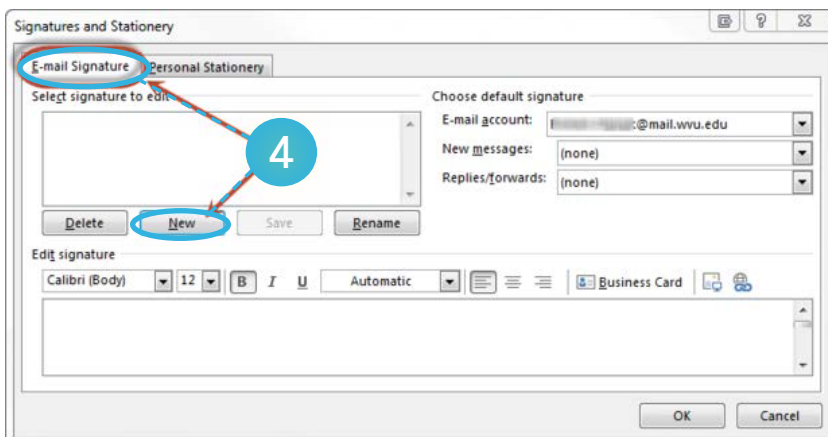 Signatures and Stationery
E-mail Signature
Personal Stationery
Select signature to edit
Choose default signature
E-mail account:
:@mail.wvu.edu
New messages:
(none)
Replies/forwards:
(none)
4
Delete
New
Save
Rename
Edit signature
Calibri (Body)
12
B
I
U
Automatic
Business Card
OK
Cancel